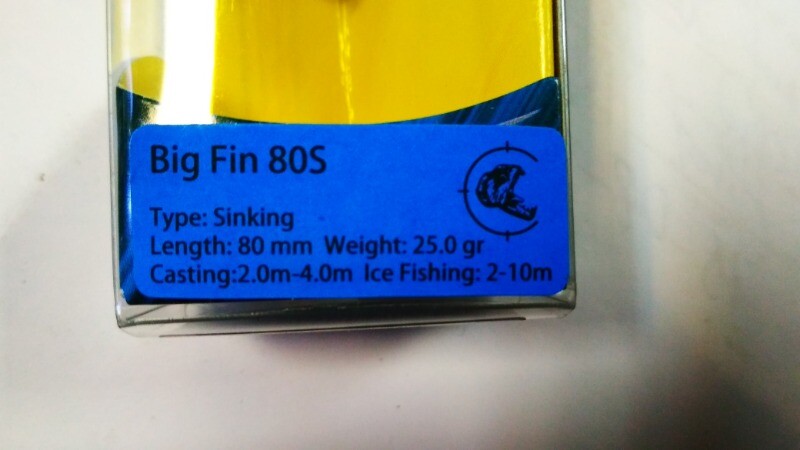 Big Fin 80S
Type: Sinking
Length: 80 mm Weight: 25.0 gr
Casting:2.0m-4.0m Ice Fishing: 2-10m